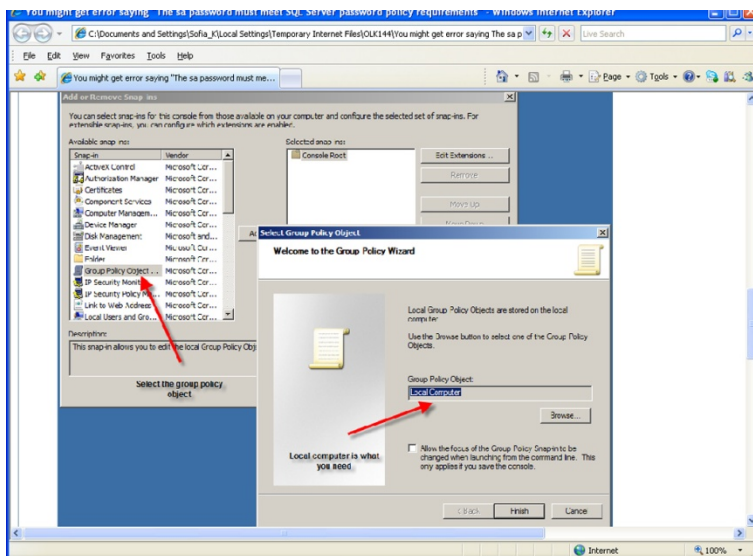 You might get error saying "The sa password must meet SQL Server password policy requirements" - Windows Internet Explorer
C:\Documents and Settings\Sofia_K\Local Settings\Temporary Internet Files\OLK144\You might get error saying The sa p
Live Search
File Edit View Favorites Tools Help
You might get error saying "The sa password must me...
Page Tools
Add or Remove Snap-ins
You can select snap-ins for this console from those available on your computer and configure the selected set of snap-ins. For
extensible snap-ins, you can configure which extensions are enabled.
Available snap-ins:
Selected snap-ins:
Snap-in Vendor
Console Root
Edit Extensions ...
ActiveX Control Microsoft Cor...
Remove
Authorization Manager Microsoft Cor...
Certificates Microsoft Cor...
Component Services Microsoft Cor...
Move Up
Computer Managem... Microsoft Cor...
Device Manager Microsoft Cor...
Move Down
Disk Management Microsoft and...
Event Viewer Microsoft Cor...
Folder Microsoft Cor...
Group Policy Object ... Microsoft Cor...
IP Security Monitor Microsoft Cor...
IP Security Policy M... Microsoft Cor...
Link to Web Address Microsoft Cor...
Local Users and Gro... Microsoft Cor...
Description:
This snap-in allows you to edit the local Group Policy Obj
Select the group policy
object
Select Group Policy Object
Welcome to the Group Policy Wizard
Local Group Policy Objects are stored on the local
computer.
Use the Browse button to select one of the Group Policy
Objects.
Group Policy Object:
Local Computer
Browse...
Local computer is what
you need
Allow the focus of the Group Policy Snap-in to be
changed when launching from the command line. This
only applies if you save the console.
< Back Finish Cancel
Internet 100%